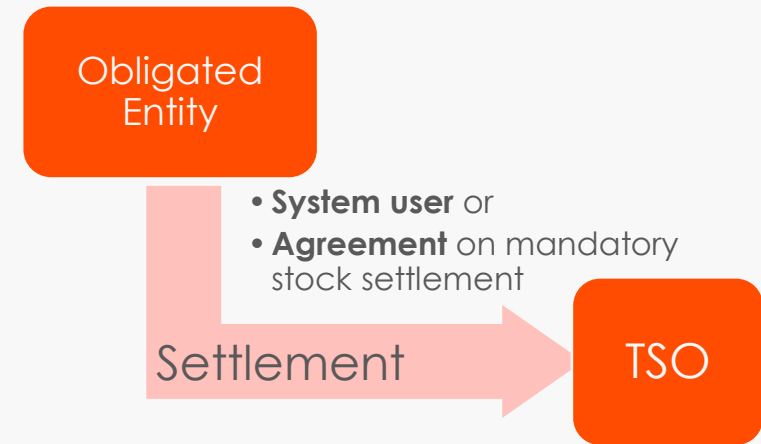 Obligated
Entity
• System user or
• Agreement on mandatory
stock settlement
Settlement
TSO